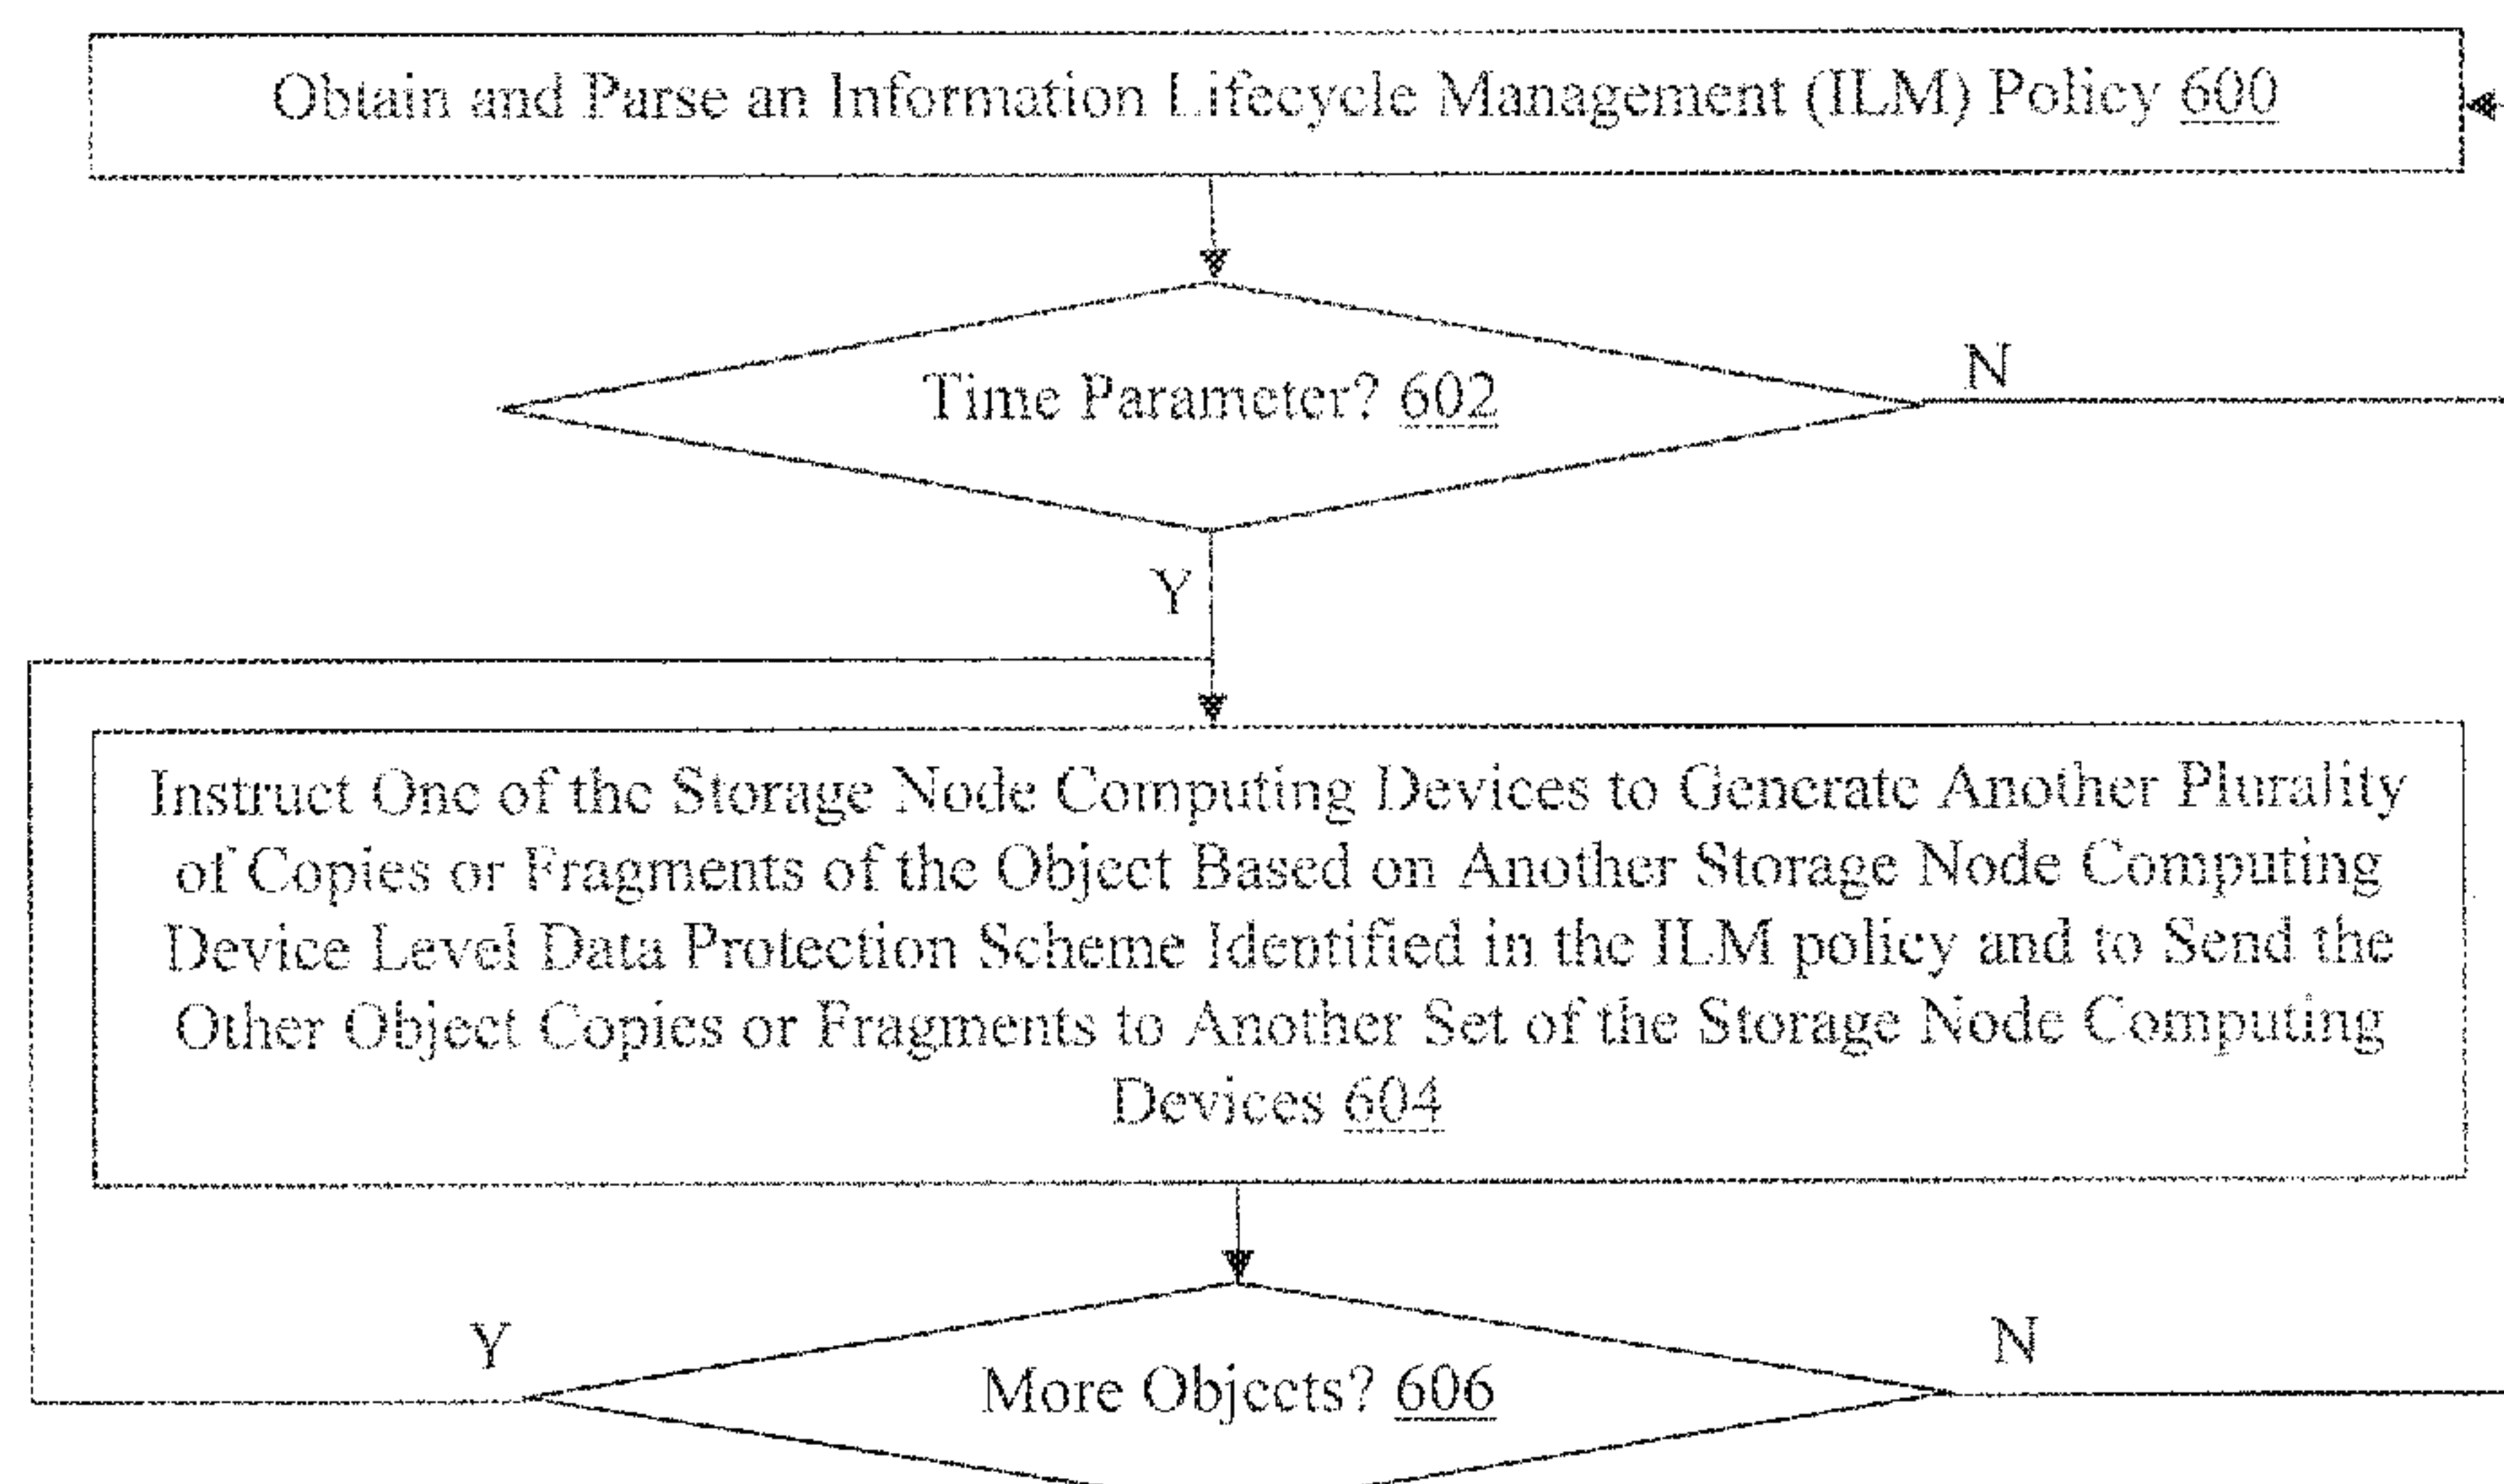 Obtain and Parse an Information Lifecycle Management (ILM) Policy 600
Time Parameter? 602
N
Y
Instruct One of the Storage Node Computing Devices to Generate Another Plurality
of Copies or Fragments of the Object Based on Another Storage Node Computing
Device Level Data Protection Scheme Identified in the ILM policy and to Send the
Other Object Copies or Fragments to Another Set of the Storage Node Computing
Devices 604
Y
N
More Objects? 606